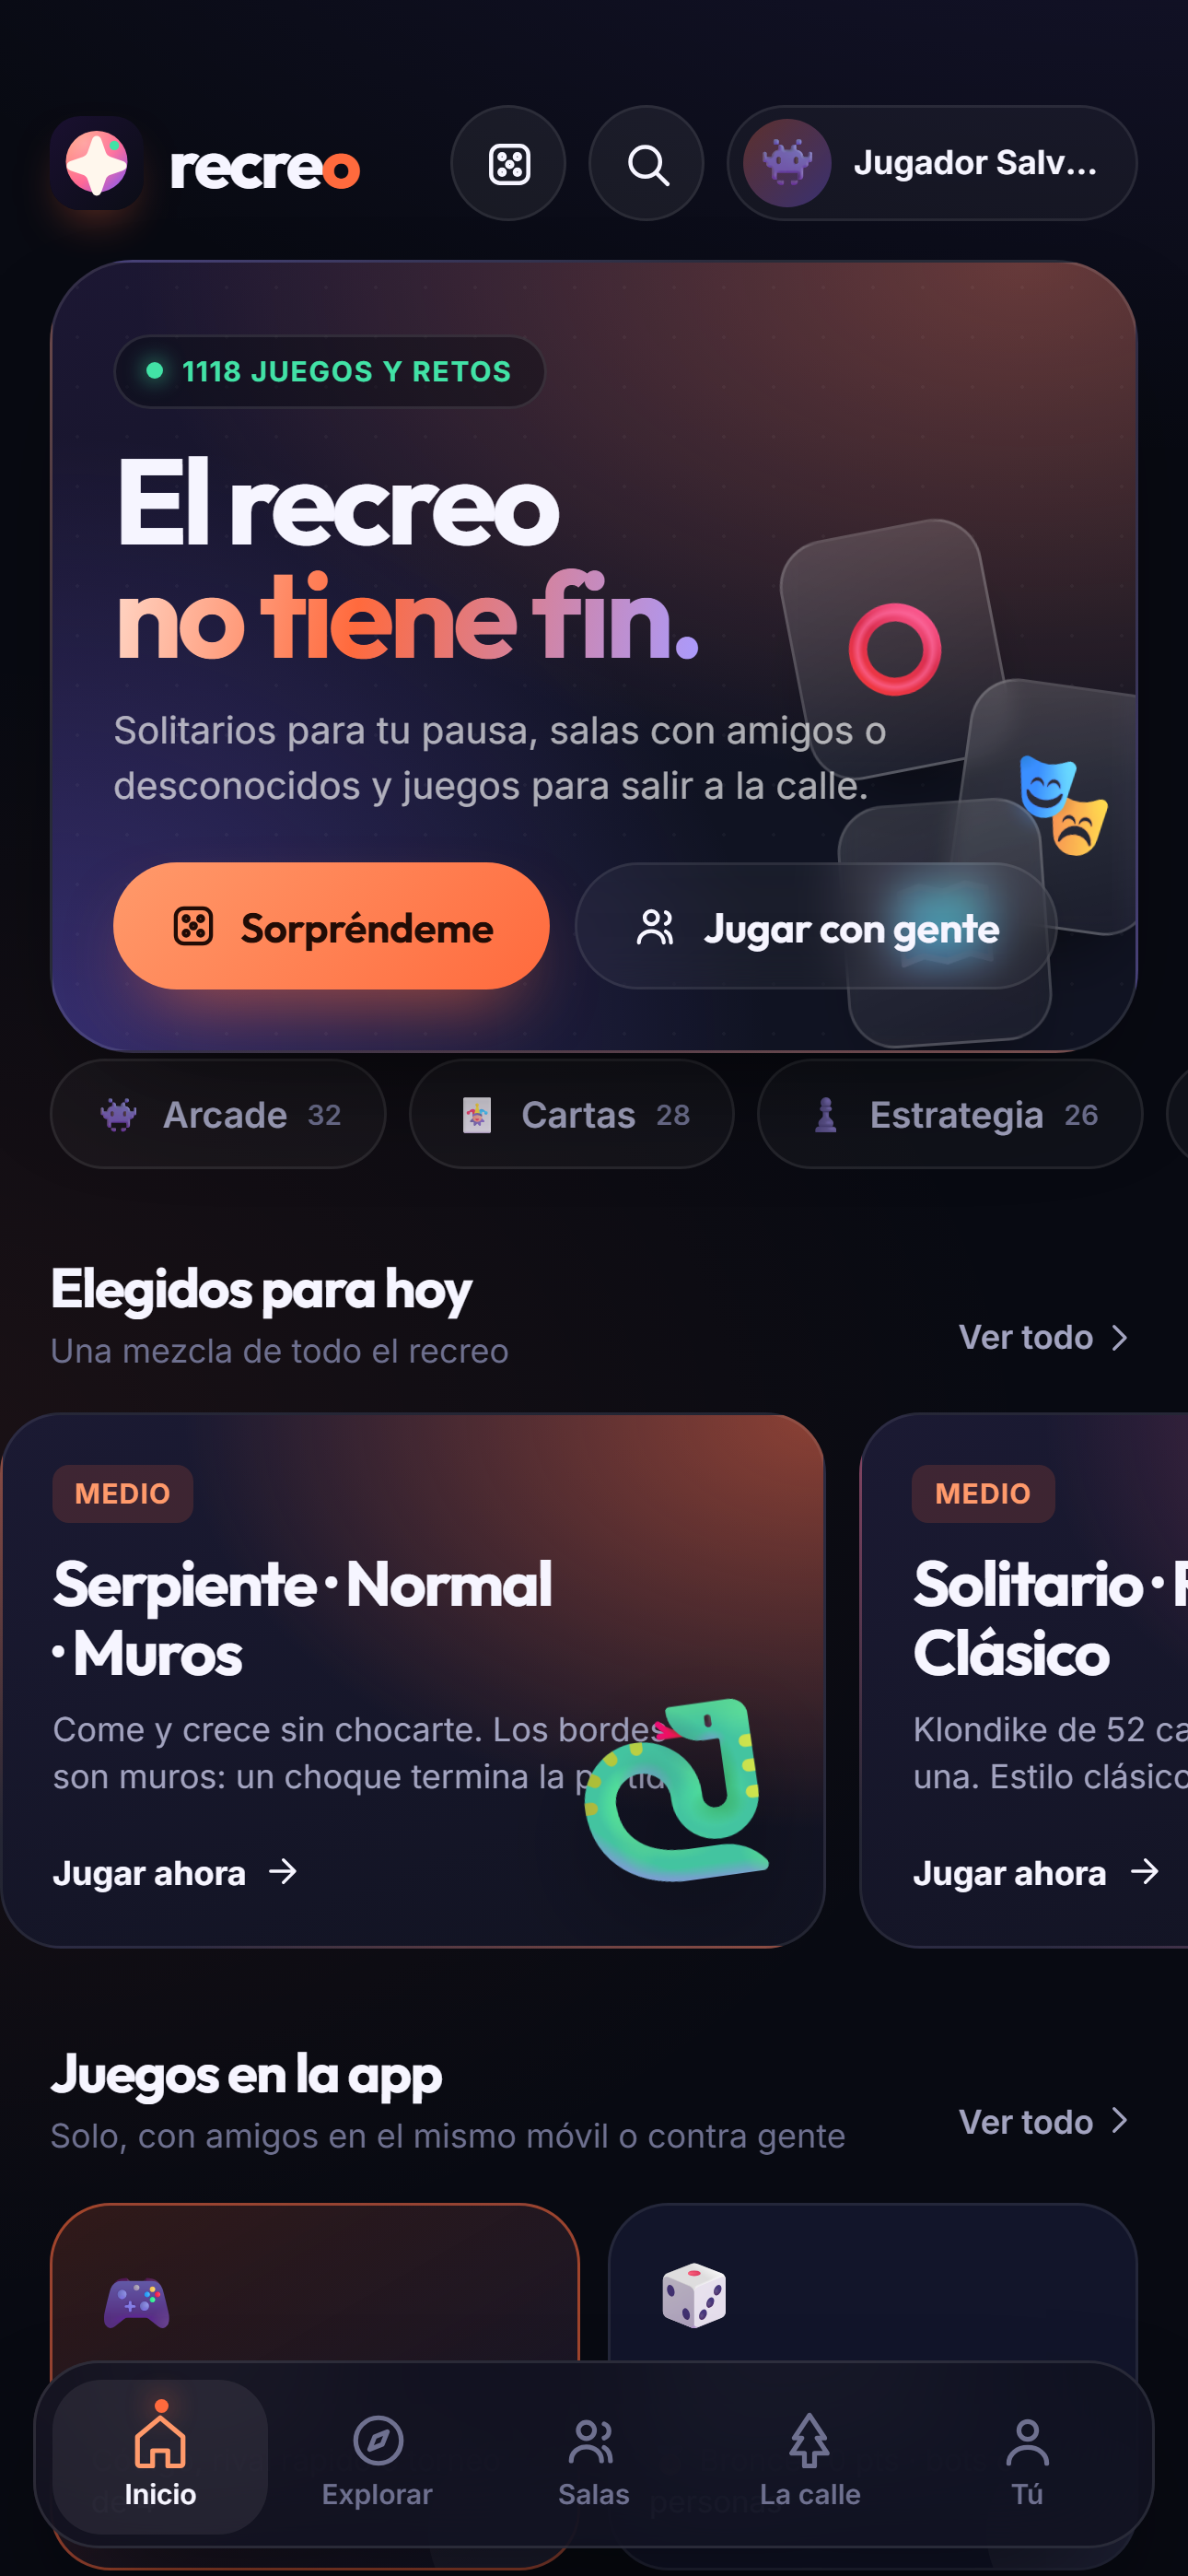 recreo
Jugador Salv...
1118 JUEGOS Y RETOS
El recreo
no tiene fin.
Solitarios para tu pausa, salas con amigos o
desconocidos y juegos para salir a la calle.
Sorpréndeme
Jugar con gente
Arcade 32
Cartas 28
Estrategia 26
Elegidos para hoy
Una mezcla de todo el recreo
Ver todo
MEDIO
Serpiente · Normal
· Muros
Come y crece sin chocarte. Los bordes
son muros: un choque termina la
Jugar ahora
MEDIO
Solitario ·
Clásico
Klondike de 52
una. Estilo clásico
Jugar ahora
Juegos en la app
Solo, con amigos en el mismo móvil o contra gente
Ver todo
Inicio
Explorar
Salas
La calle
Tú